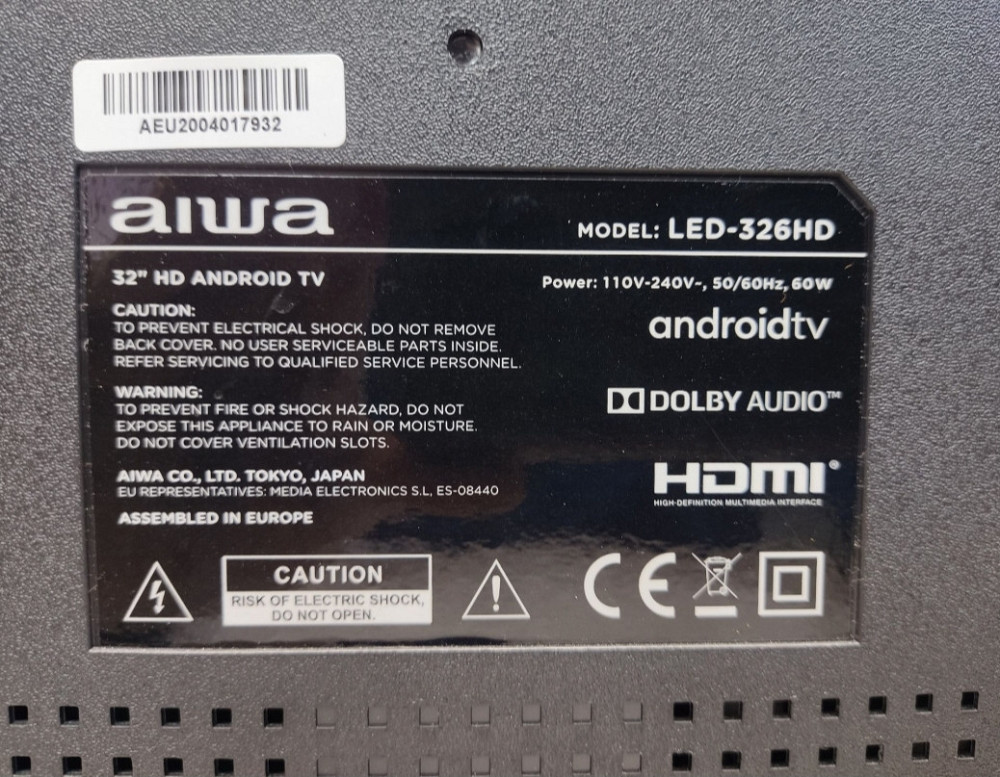 AEU2004017932
aiwa
MODEL: LED-326HD
32" HD ANDROID TV
Power: 110V-240V~, 50/60Hz, 60W
CAUTION:
TO PREVENT ELECTRICAL SHOCK, DO NOT REMOVE
BACK COVER. NO USER SERVICEABLE PARTS INSIDE.
REFER SERVICING TO QUALIFIED SERVICE PERSONNEL.
androidtv
WARNING:
TO PREVENT FIRE OR SHOCK HAZARD, DO NOT
EXPOSE THIS APPLIANCE TO RAIN OR MOISTURE.
DO NOT COVER VENTILATION SLOTS.
DOLBY AUDIO™
AIWA CO., LTD. TOKYO, JAPAN
EU REPRESENTATIVES: MEDIA ELECTRONICS S.L, ES-08440
ASSEMBLED IN EUROPE
HDMI®
HIGH-DEFINITION MULTIMEDIA INTERFACE
CAUTION
RISK OF ELECTRIC SHOCK,
DO NOT OPEN.
CE